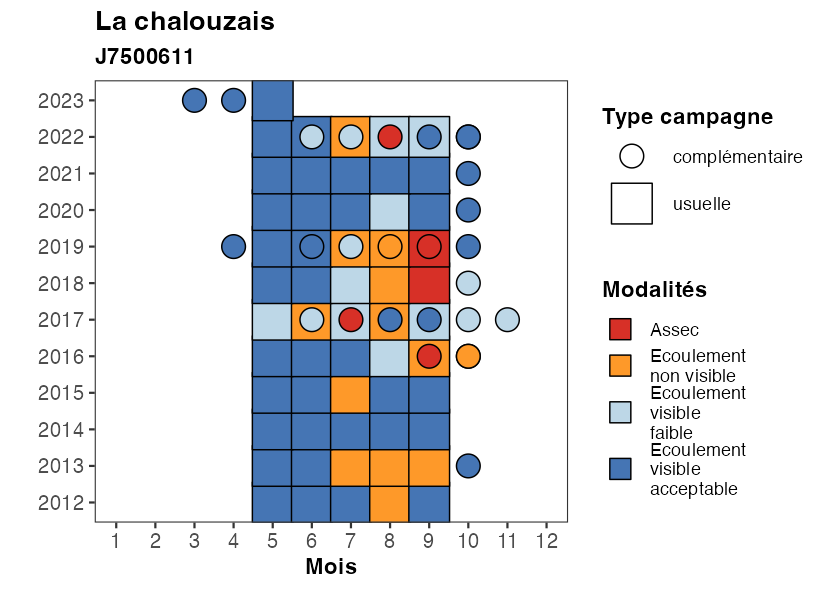 La chalouzais
J7500611
2023
2022
2021
2020
2019
2018
2017
2016
2015
2014
2013
2012
1 2 3 4 5 6 7 8 9 10 11 12
Mois
Type campagne
complémentaire
usuelle
Modalités
Assec
Ecoulement
non visible
Ecoulement
visible
faible
Ecoulement
visible
acceptable